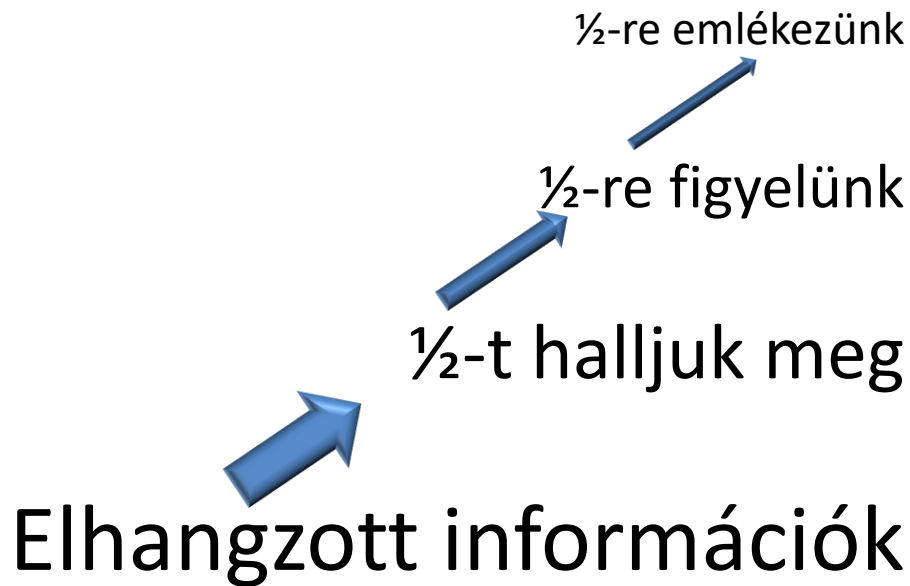 ½-re emlékezünk
½-re figyelünk
½-t halljuk meg
Elhangzott információk